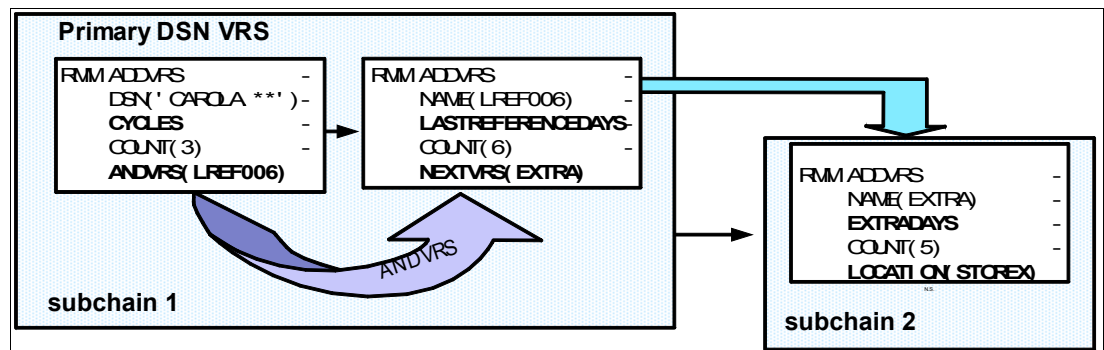 Primary DSN VRS
RMM ADDVRS -
DSN('CAROLA.**')-
CYCLES -
COUNT(3) -
ANDVRS(LREF006)
RMM ADDVRS -
NAME(LREF006) -
LASTREFERENCEDAYS-
COUNT(6) -
NEXTVRS(EXTRA)
ANDVRS
subchain 1
RMM ADDVRS -
NAME(EXTRA) -
EXTRADAYS -
COUNT(5) -
LOCATION(STOREX)
N.S.
subchain 2